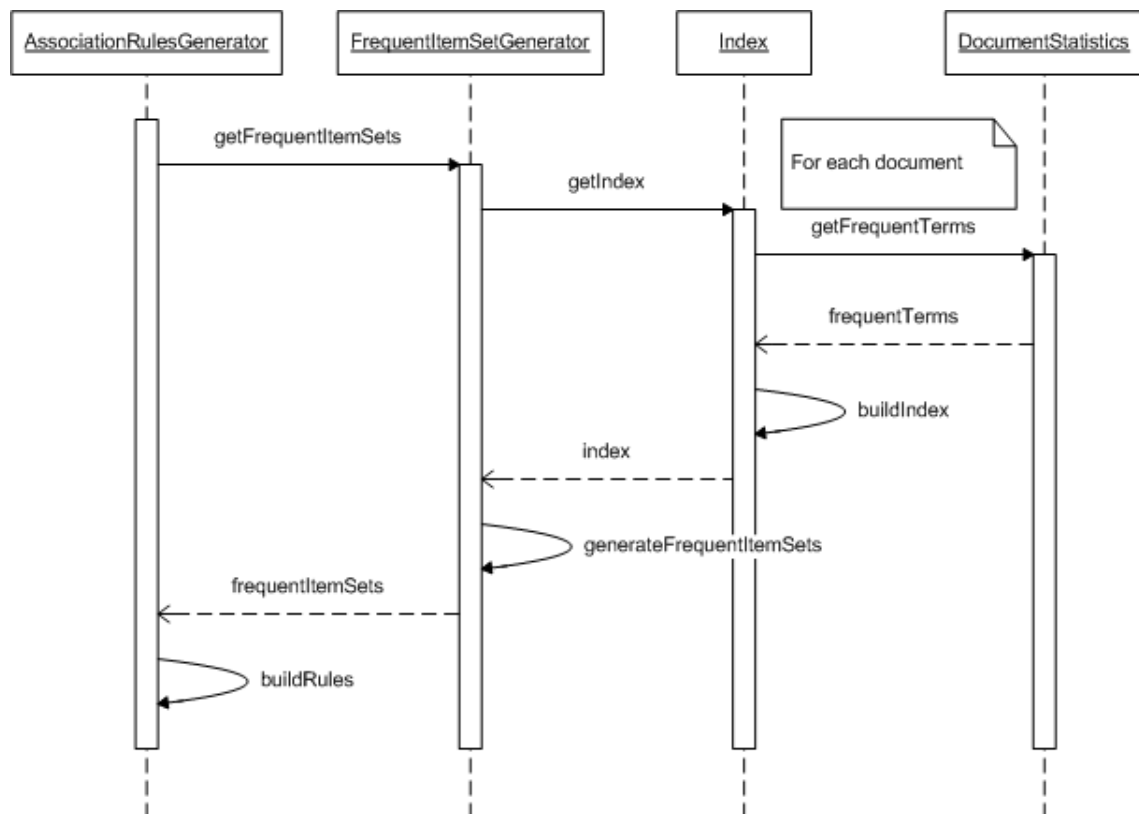 AssociationRulesGenerator
FrequentItemSetGenerator
Index
DocumentStatistics
getFrequentItemSets
For each document
getIndex
getFrequentTerms
frequentTerms
buildIndex
index
generateFrequentItemSets
frequentItemSets
buildRules